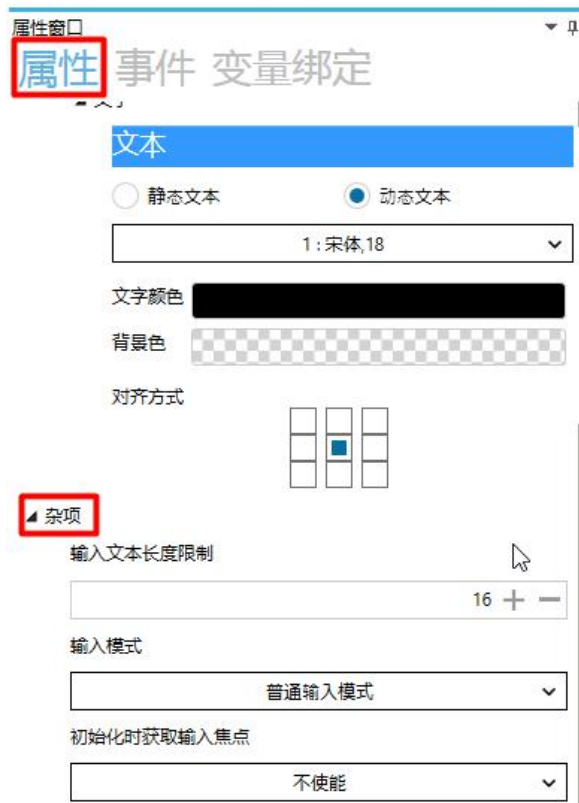 属性窗口
属性 事件 变量绑定
文本
静态文本 动态文本
1 : 宋体,18
文字颜色
背景色
对齐方式
杂项
输入文本长度限制
16
输入模式
普通输入模式
初始化时获取输入焦点
不使能